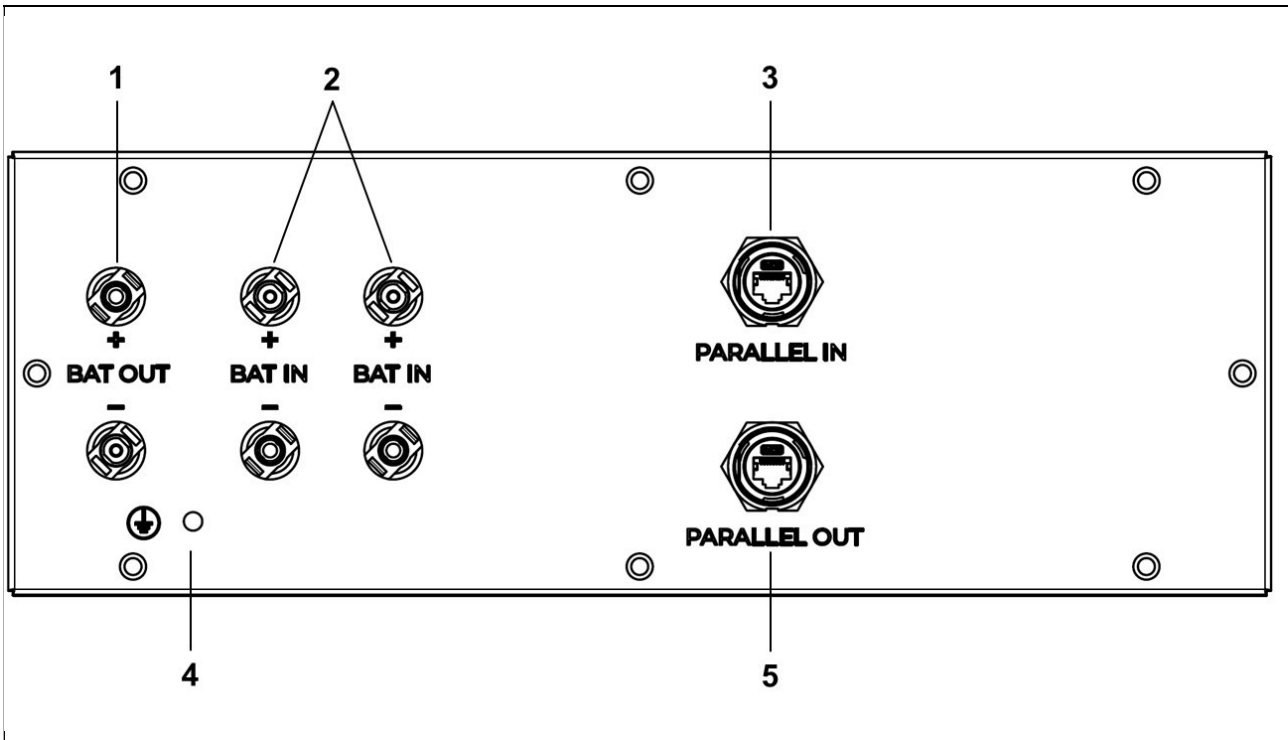 1 2 3
+ + +
BAT OUT BAT IN BAT IN
- - -
PARALLEL IN
PARALLEL OUT
4 5